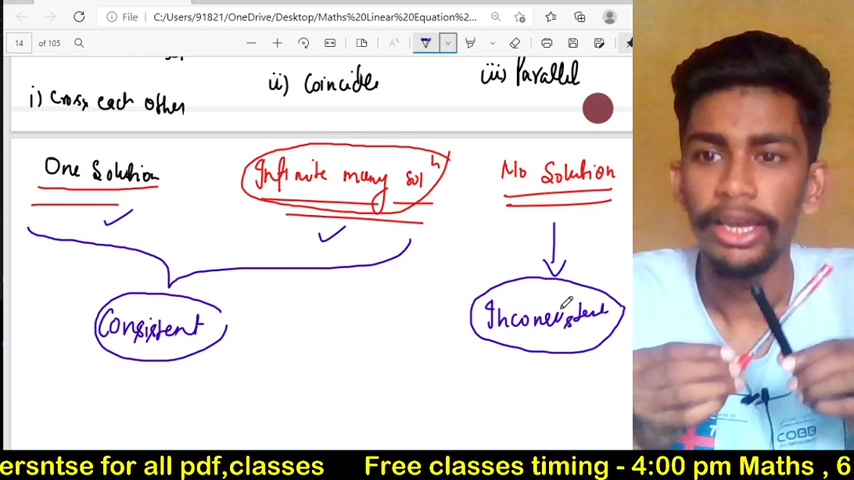 File
C:/Users/91821/OneDrive/Desktop/Maths%20Linear%20Equation%2...
14 of 105
i) Cross each other
ii) Coincide
iii) Parallel
One Solution
Infinite many solⁿ
No Solution
Consistent
Inconsistent
COBB
ersntse for all pdf,classes Free classes timing - 4:00 pm Maths , 6